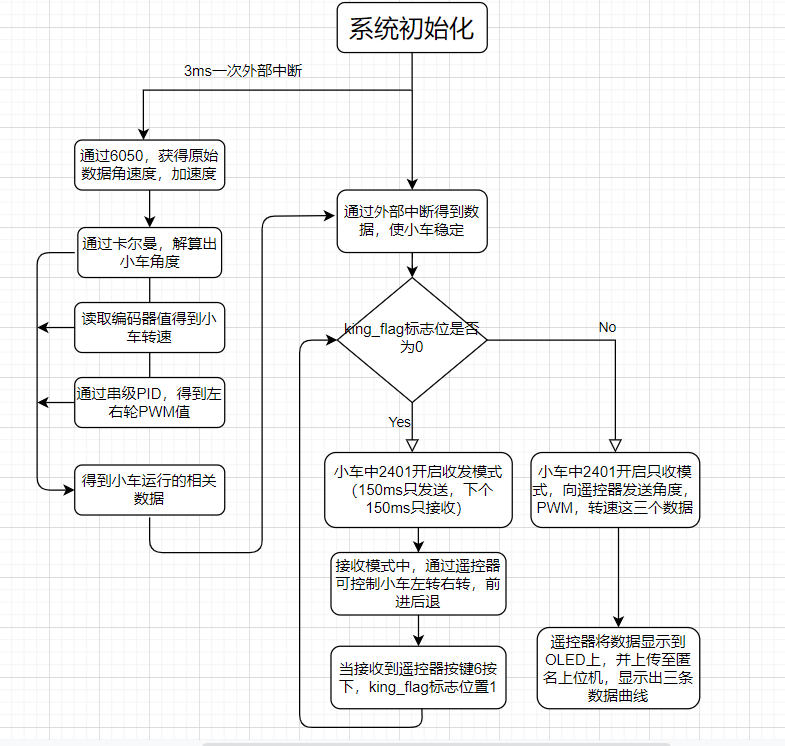 系统初始化
3ms一次外部中断
通过6050，获得原始
数据角速度，加速度
通过卡尔曼，解算出
小车角度
读取编码器值得到小
车转速
通过串级PID，得到左
右轮PWM值
得到小车运行的相关
数据
通过外部中断得到数
据，使小车稳定
king_flag标志位是否
为0
No
Yes
小车中2401开启收发模式
（150ms只发送，下个
150ms只接收）
接收模式中，通过遥控器
可控制小车左转右转，前
进后退
当接收到遥控器按键6按
下，king_flag标志位置1
小车中2401开启只收模
式，向遥控器发送角度，
PWM，转速这三个数据
遥控器将数据显示到
OLED上，并上传至匿
名上位机，显示出三条
数据曲线